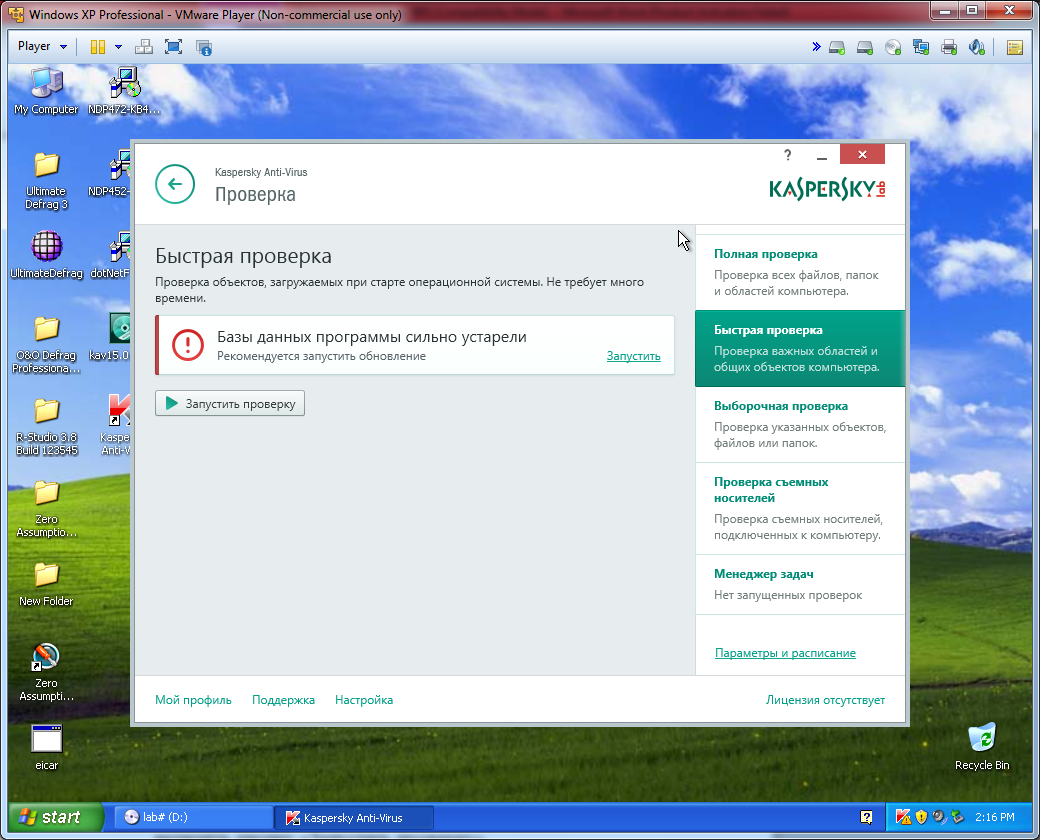 Windows XP Professional - VMware Player (Non-commercial use only)
Player
My Computer
NDP472-KB4...
Ultimate
Defrag 3
NDP452-
UltimateDefrag
dotNetF
O&O Defrag
Professiona...
kav15.0
R-Studio 3.8
Build 123545
Kaspe
Anti-V
Zero
Assumptio...
New Folder
Zero
Assumpti...
eicar
Recycle Bin
?
Kaspersky Anti-Virus
Проверка
KASPERSKY lab
Быстрая проверка
Проверка объектов, загружаемых при старте операционной системы. Не требует много
времени.
Базы данных программы сильно устарели
Рекомендуется запустить обновление
Запустить
Запустить проверку
Полная проверка
Проверка всех файлов, папок
и областей компьютера.
Быстрая проверка
Проверка важных областей и
общих объектов компьютера.
Выборочная проверка
Проверка указанных объектов,
файлов или папок.
Проверка съемных
носителей
Проверка съемных носителей,
подключенных к компьютеру.
Менеджер задач
Нет запущенных проверок
Параметры и расписание
Мой профиль
Поддержка
Настройка
Лицензия отсутствует
start
lab# (D:)
Kaspersky Anti-Virus
2:16 PM